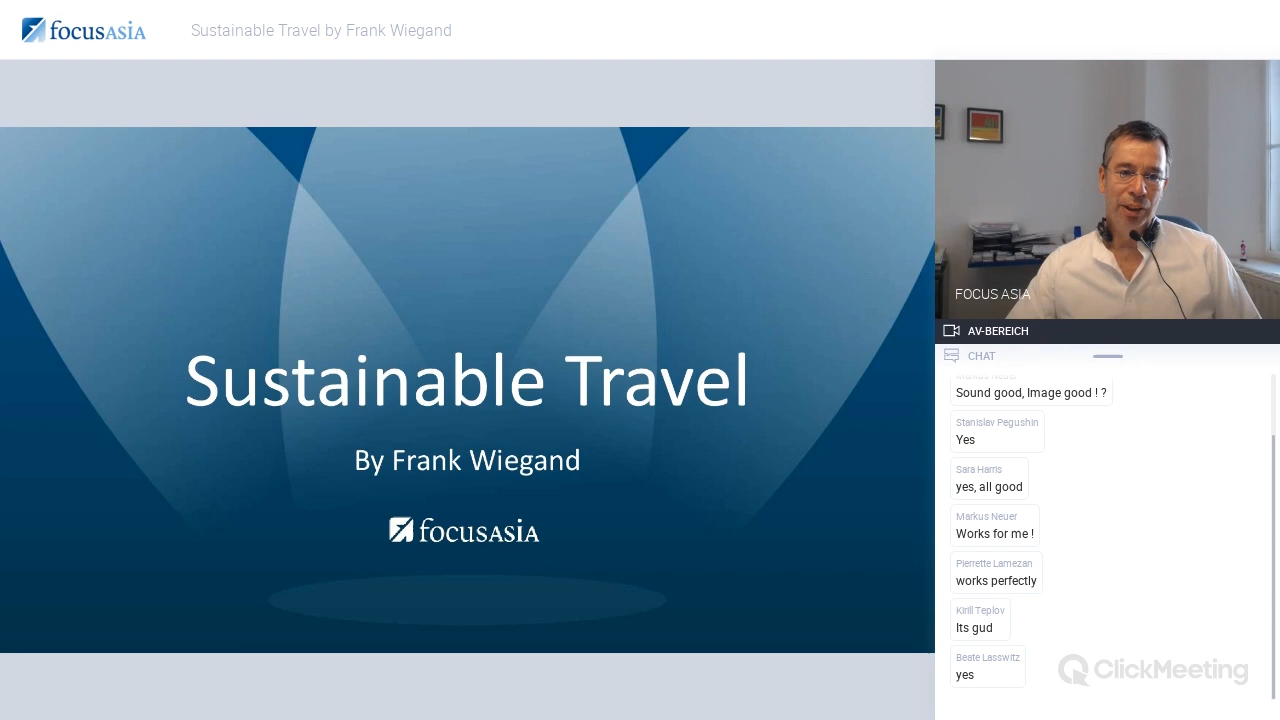 focusASIA
Sustainable Travel by Frank Wiegand
Sustainable Travel
By Frank Wiegand
focusASIA
FOCUS ASIA
AV-BEREICH
CHAT
Markus Neuer
Sound good, Image good ! ?
Stanislav Pegushin
Yes
Sara Harris
yes, all good
Markus Neuer
Works for me !
Pierrette Lamezan
works perfectly
Kirill Teplov
Its gud
Beate Lasswitz
yes
ClickMeeting